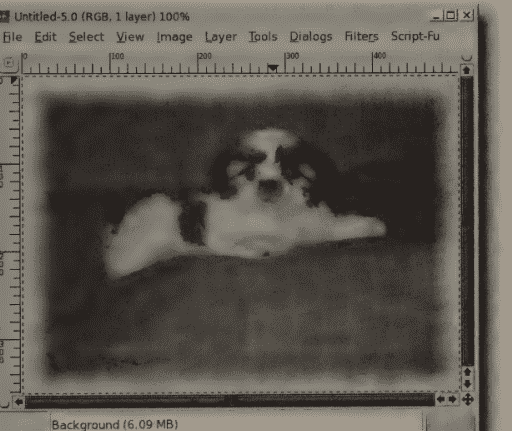 Untitled-5.0 (RGB, 1 layer) 100%
File Edit Select View Image Layer Tools Dialogs Filters Script-Fu
0 100 200 300 400
Background (6.09 MB)